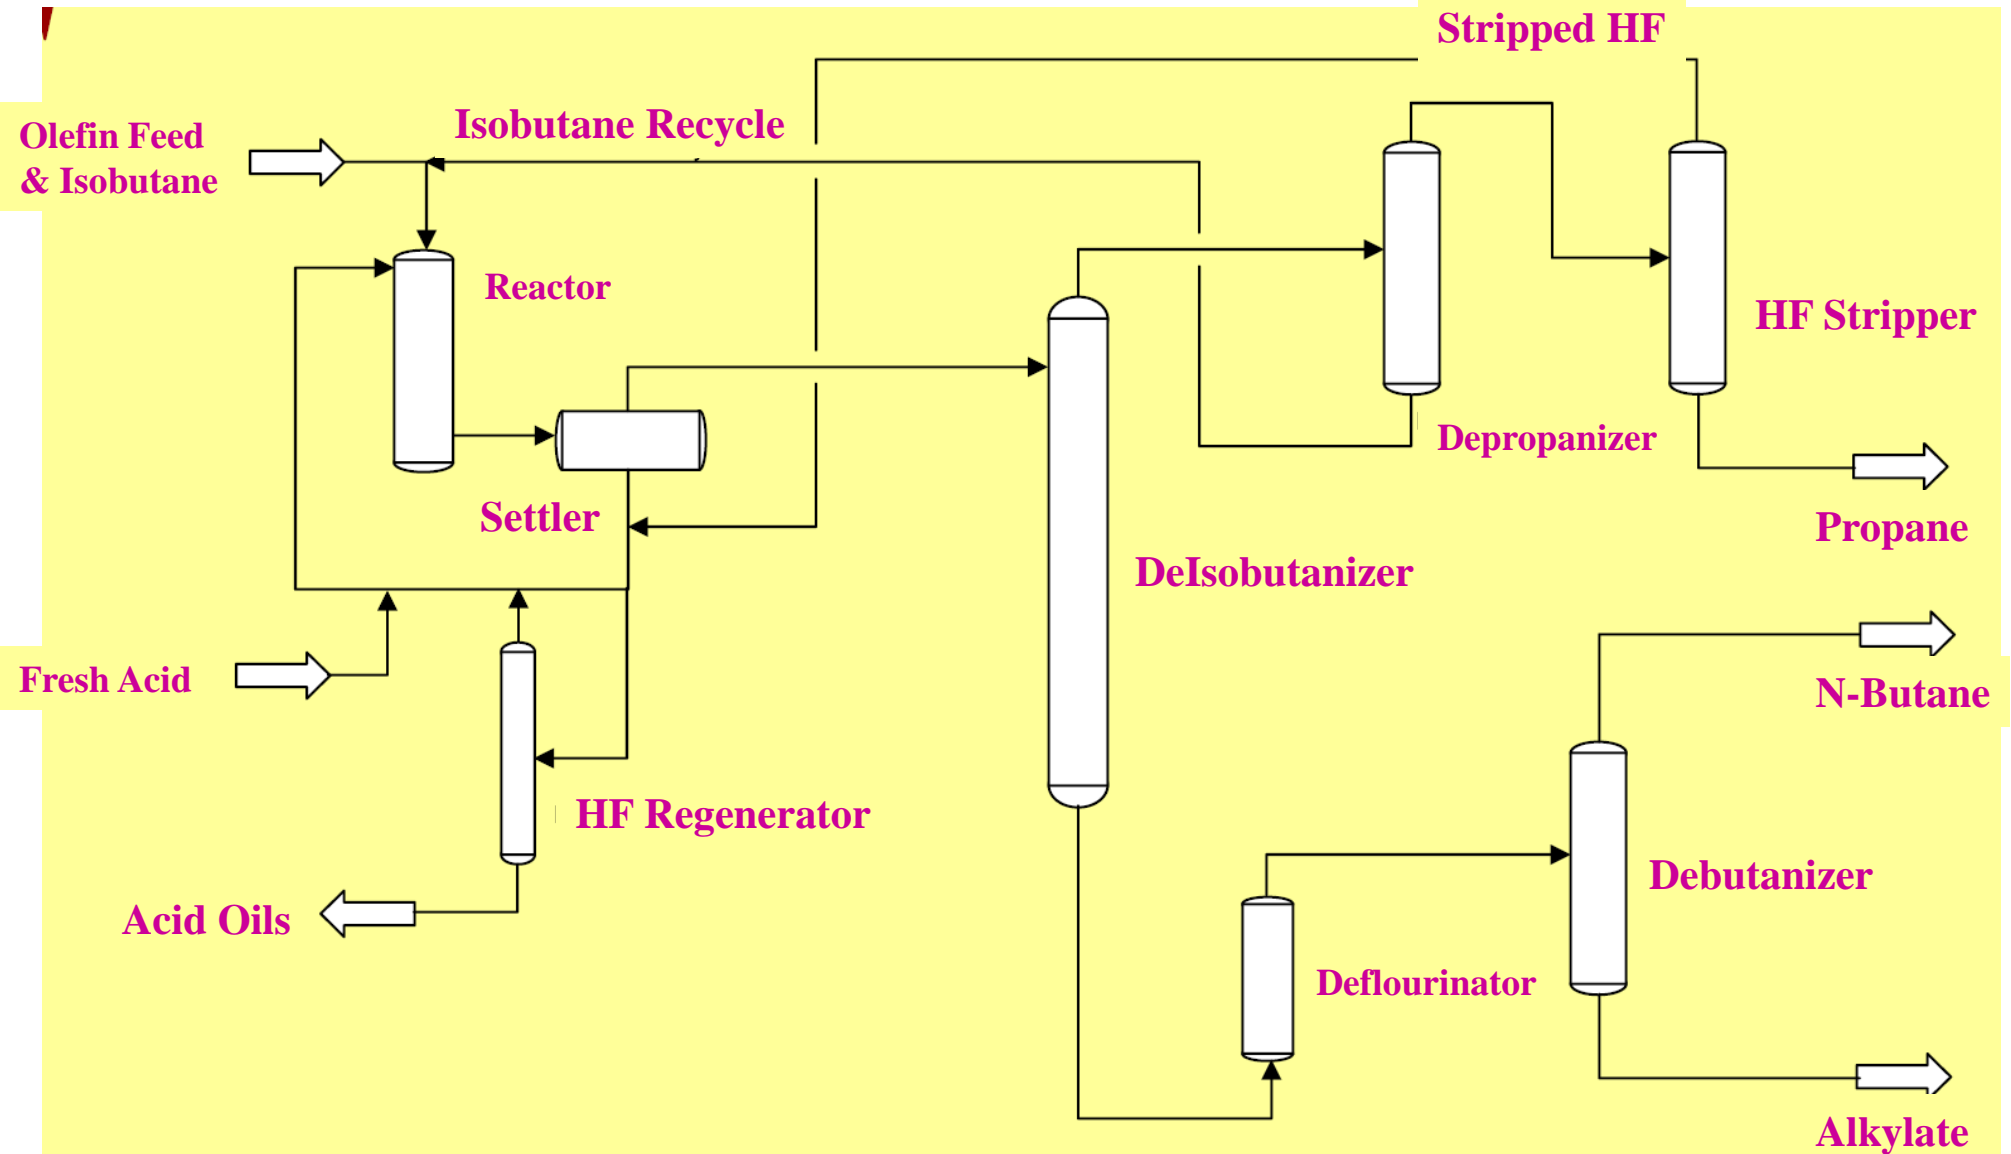 Stripped HF
Isobutane Recycle
Olefin Feed
& Isobutane
Reactor
HF Stripper
Depropanizer
Settler
Propane
DeIsobutanizer
Fresh Acid
N-Butane
HF Regenerator
Debutanizer
Acid Oils
Deflourinator
Alkylate